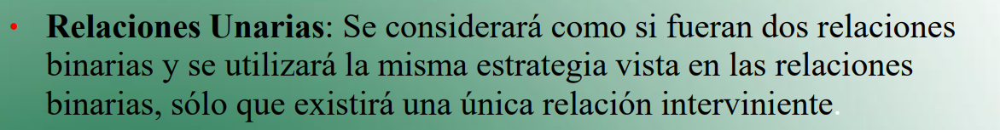 • Relaciones Unarias: Se considerará como si fueran dos relaciones
binarias y se utilizará la misma estrategia vista en las relaciones
binarias, sólo que existirá una única relación interviniente.